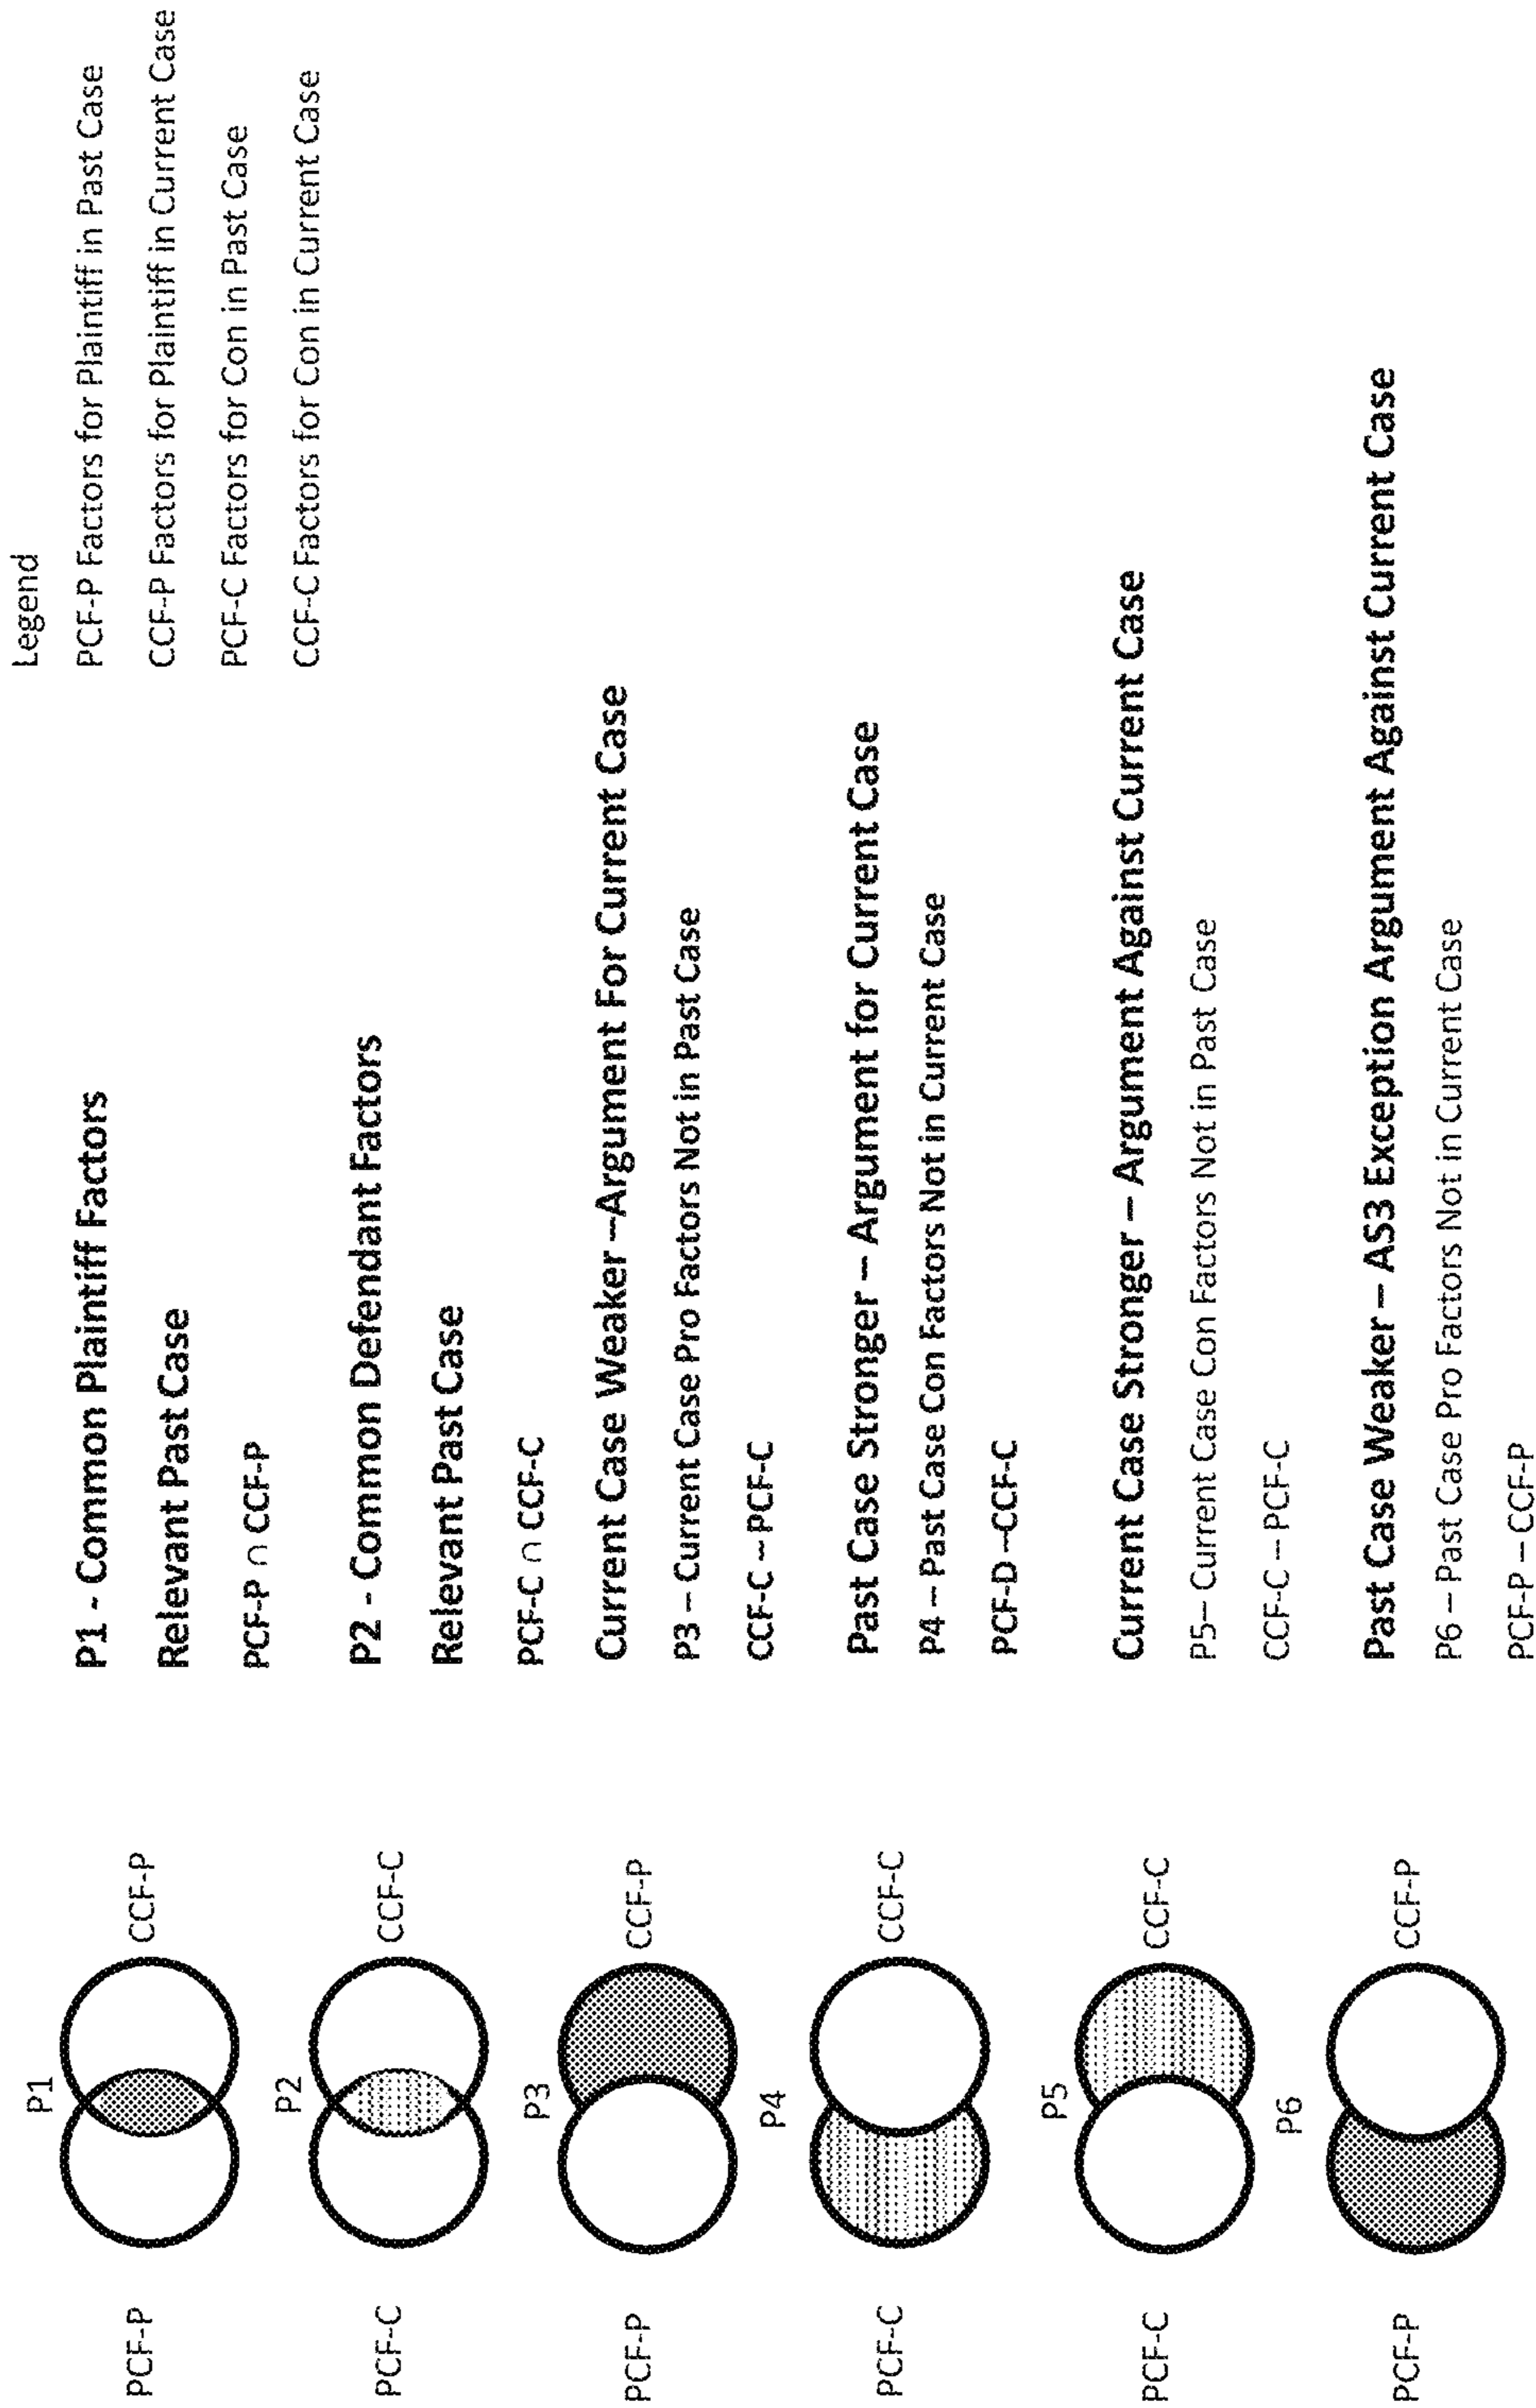 Legend
PCF-P Factors for Plaintiff in Past Case
CCF-P Factors for Plaintiff in Current Case
PCF-C Factors for Con in Past Case
CCF-C Factors for Con in Current Case
PCF-P
P1
CCF-P
P1 - Common Plaintiff Factors
Relevant Past Case
PCF-P ∩ CCF-P
PCF-C
P2
CCF-C
P2 - Common Defendant Factors
Relevant Past Case
PCF-C ∩ CCF-C
PCF-P
P3
CCF-P
Current Case Weaker –Argument For Current Case
P3 – Current Case Pro Factors Not in Past Case
CCF-C – PCF-C
PCF-C
P4
CCF-C
Past Case Stronger – Argument for Current Case
P4 – Past Case Con Factors Not in Current Case
PCF-D –CCF-C
PCF-C
P5
CCF-C
Current Case Stronger – Argument Against Current Case
P5– Current Case Con Factors Not in Past Case
CCF-C – PCF-C
PCF-P
P6
CCF-P
Past Case Weaker – AS3 Exception Argument Against Current Case
P6 – Past Case Pro Factors Not in Current Case
PCF-P – CCF-P